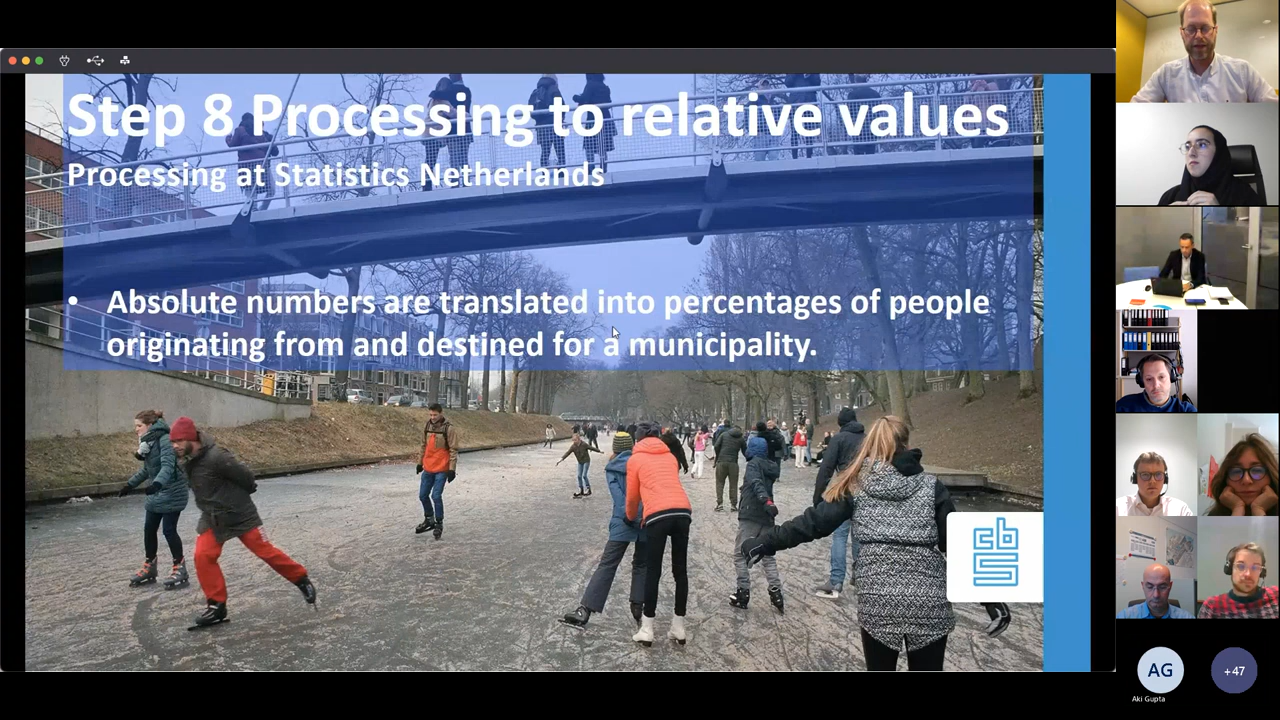 Step 8 Processing to relative values
Processing at Statistics Netherlands
• Absolute numbers are translated into percentages of people
originating from and destined for a municipality.
cbs
AG
+47
Aki Gupta